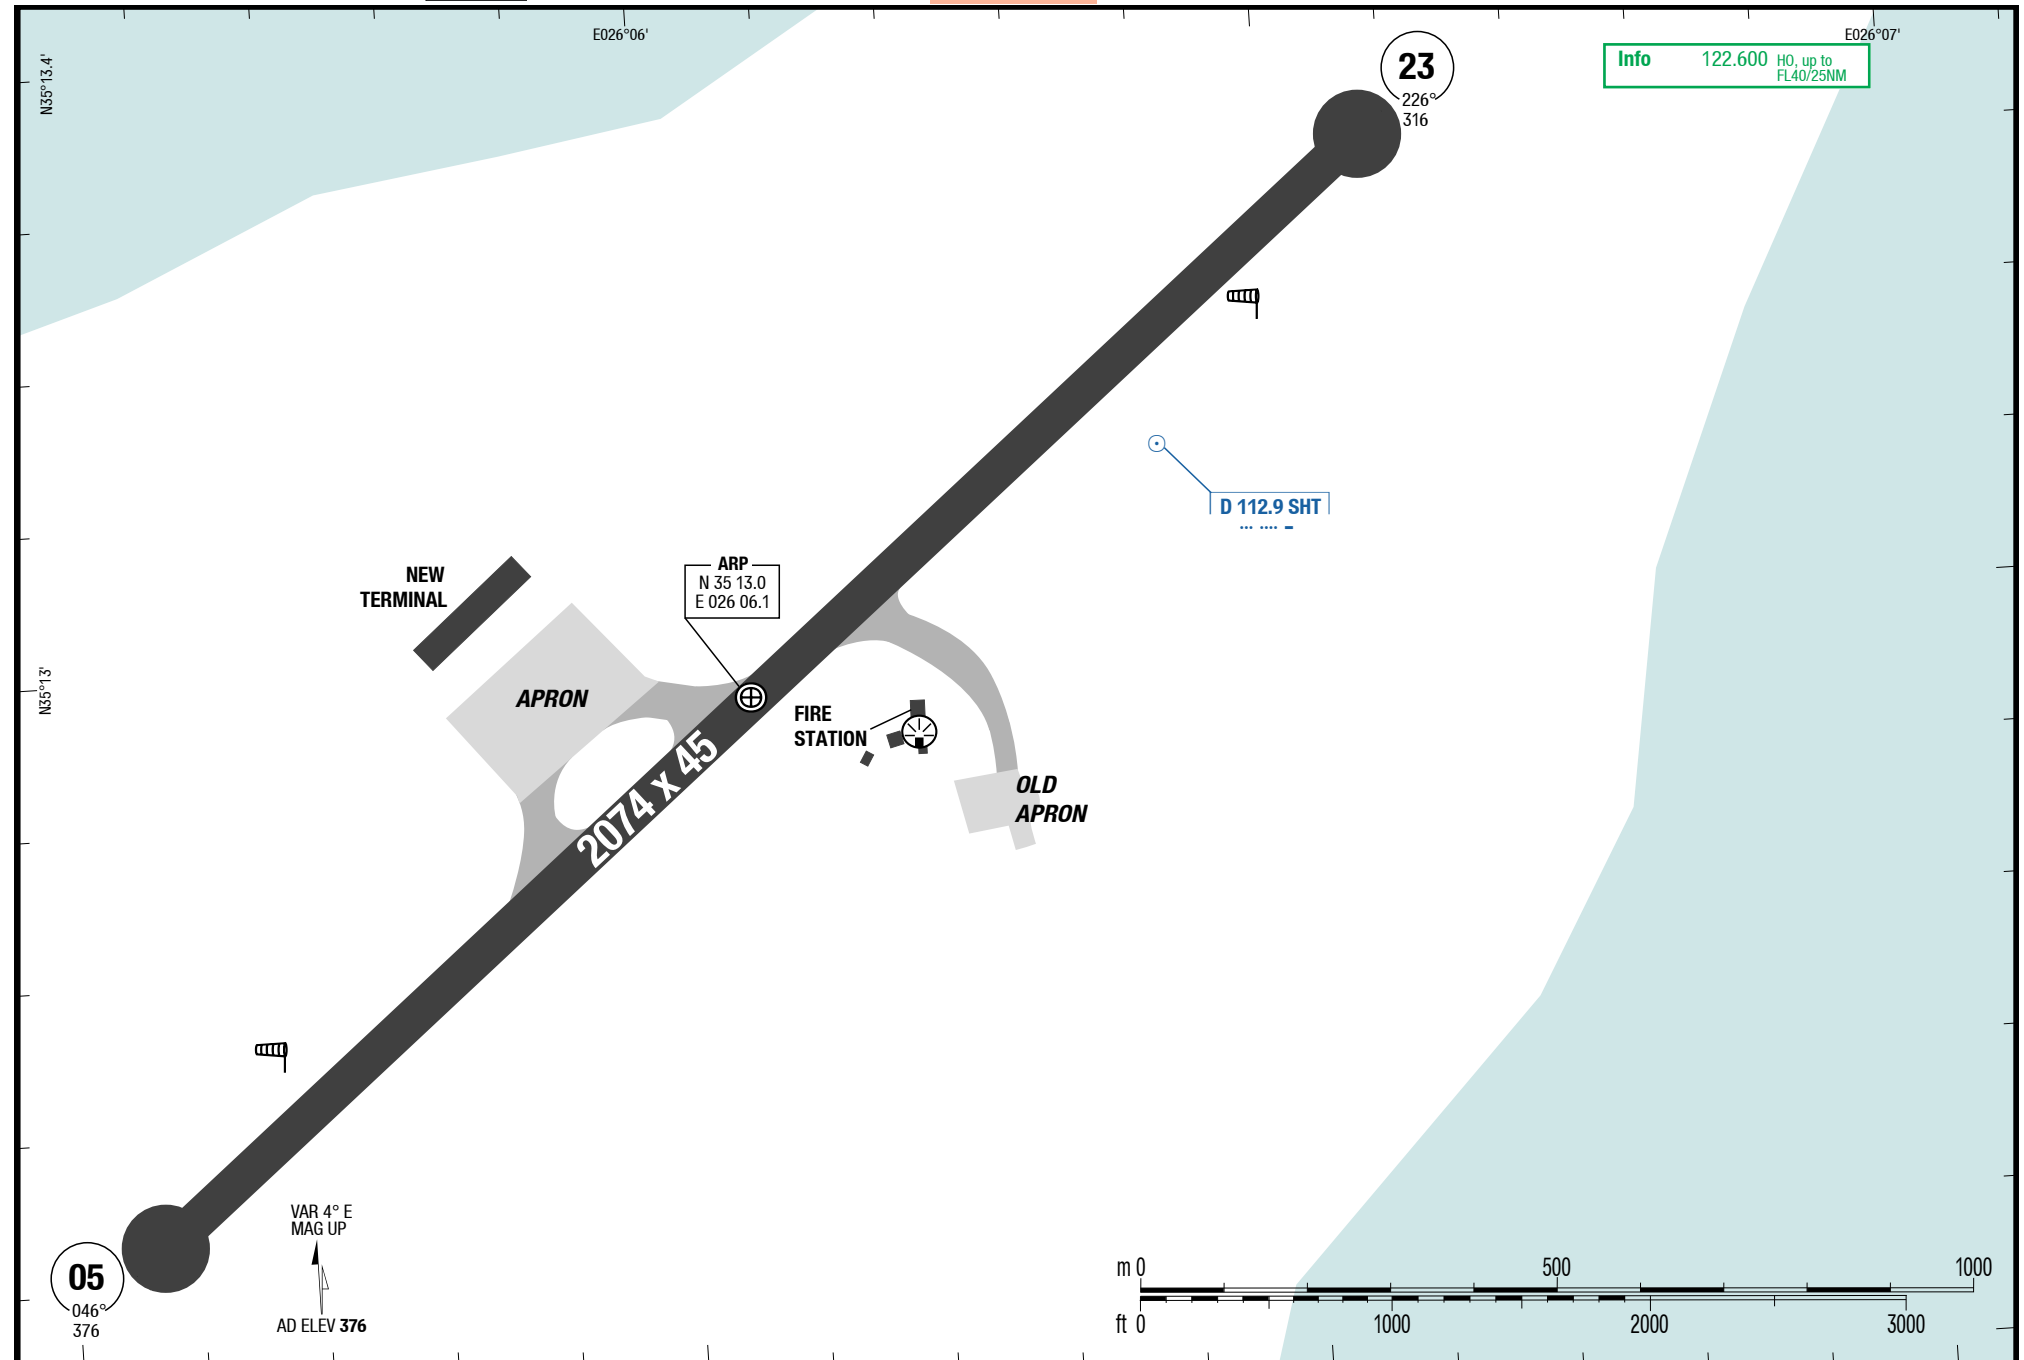 E026°06'
E026°07'
N35°13.4'
23
226°
316
Info 122.600 HO, up to
FL40/25NM
D 112.9 SHT
NEW
TERMINAL
ARP
N 35 13.0
E 026 06.1
APRON
N35°13'
FIRE
STATION
2074 x 45
OLD
APRON
VAR 4° E
MAG UP
05
046°
376
AD ELEV 376
m 0 500 1000
ft 0 1000 2000 3000